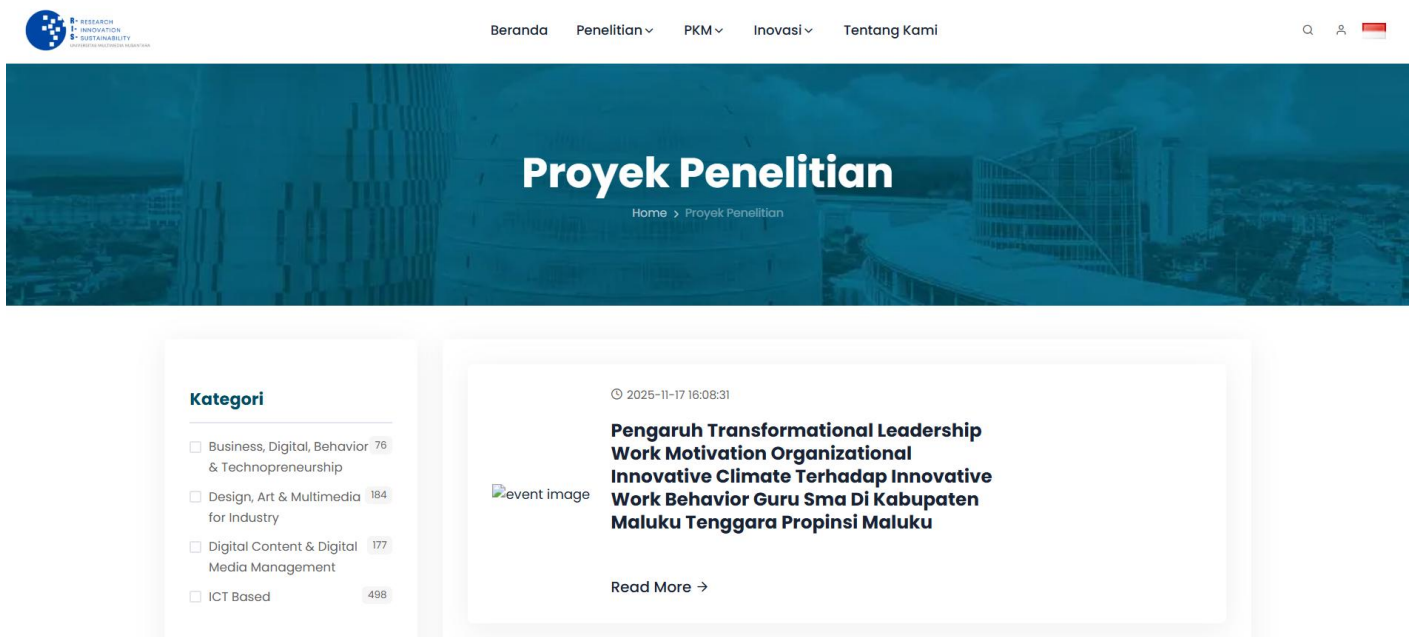 R- RESEARCH
I- INNOVATION
S- SUSTAINABILITY
UNIVERSITAS MULTIMEDIA NUSANTARA
Beranda Penelitian PKM Inovasi Tentang Kami
Proyek Penelitian
Home > Proyek Penelitian
Kategori
Business, Digital, Behavior 76
& Technopreneurship
Design, Art & Multimedia 184
for Industry
Digital Content & Digital 177
Media Management
ICT Based 498
2025-11-17 16:08:31
Pengaruh Transformational Leadership
Work Motivation Organizational
Innovative Climate Terhadap Innovative
Work Behavior Guru Sma Di Kabupaten
Maluku Tenggara Propinsi Maluku
event image
Read More →